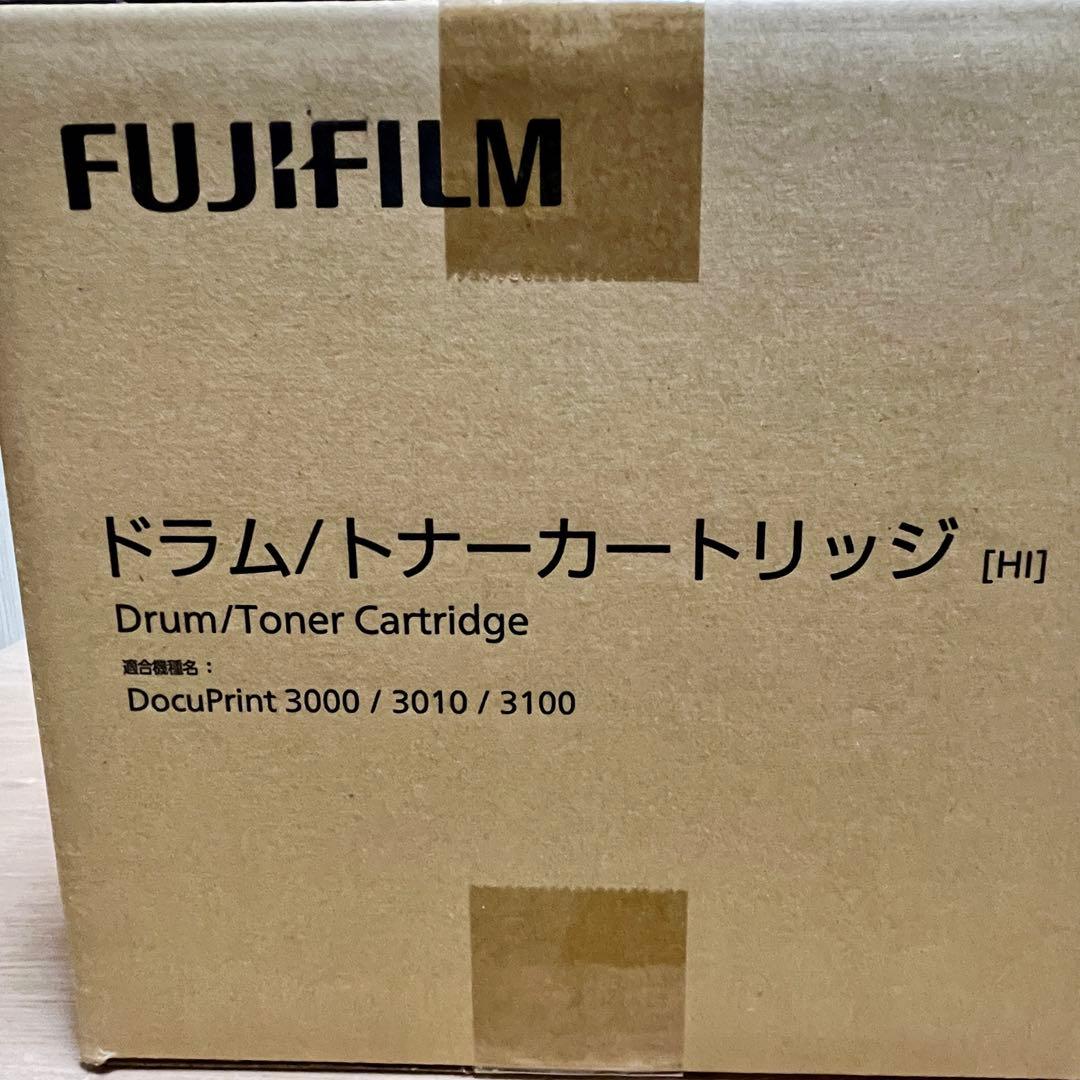 FUJIFILM
ドラム/トナーカートリッジ [HI]
Drum/Toner Cartridge
適合機種名：
DocuPrint 3000 / 3010 / 3100